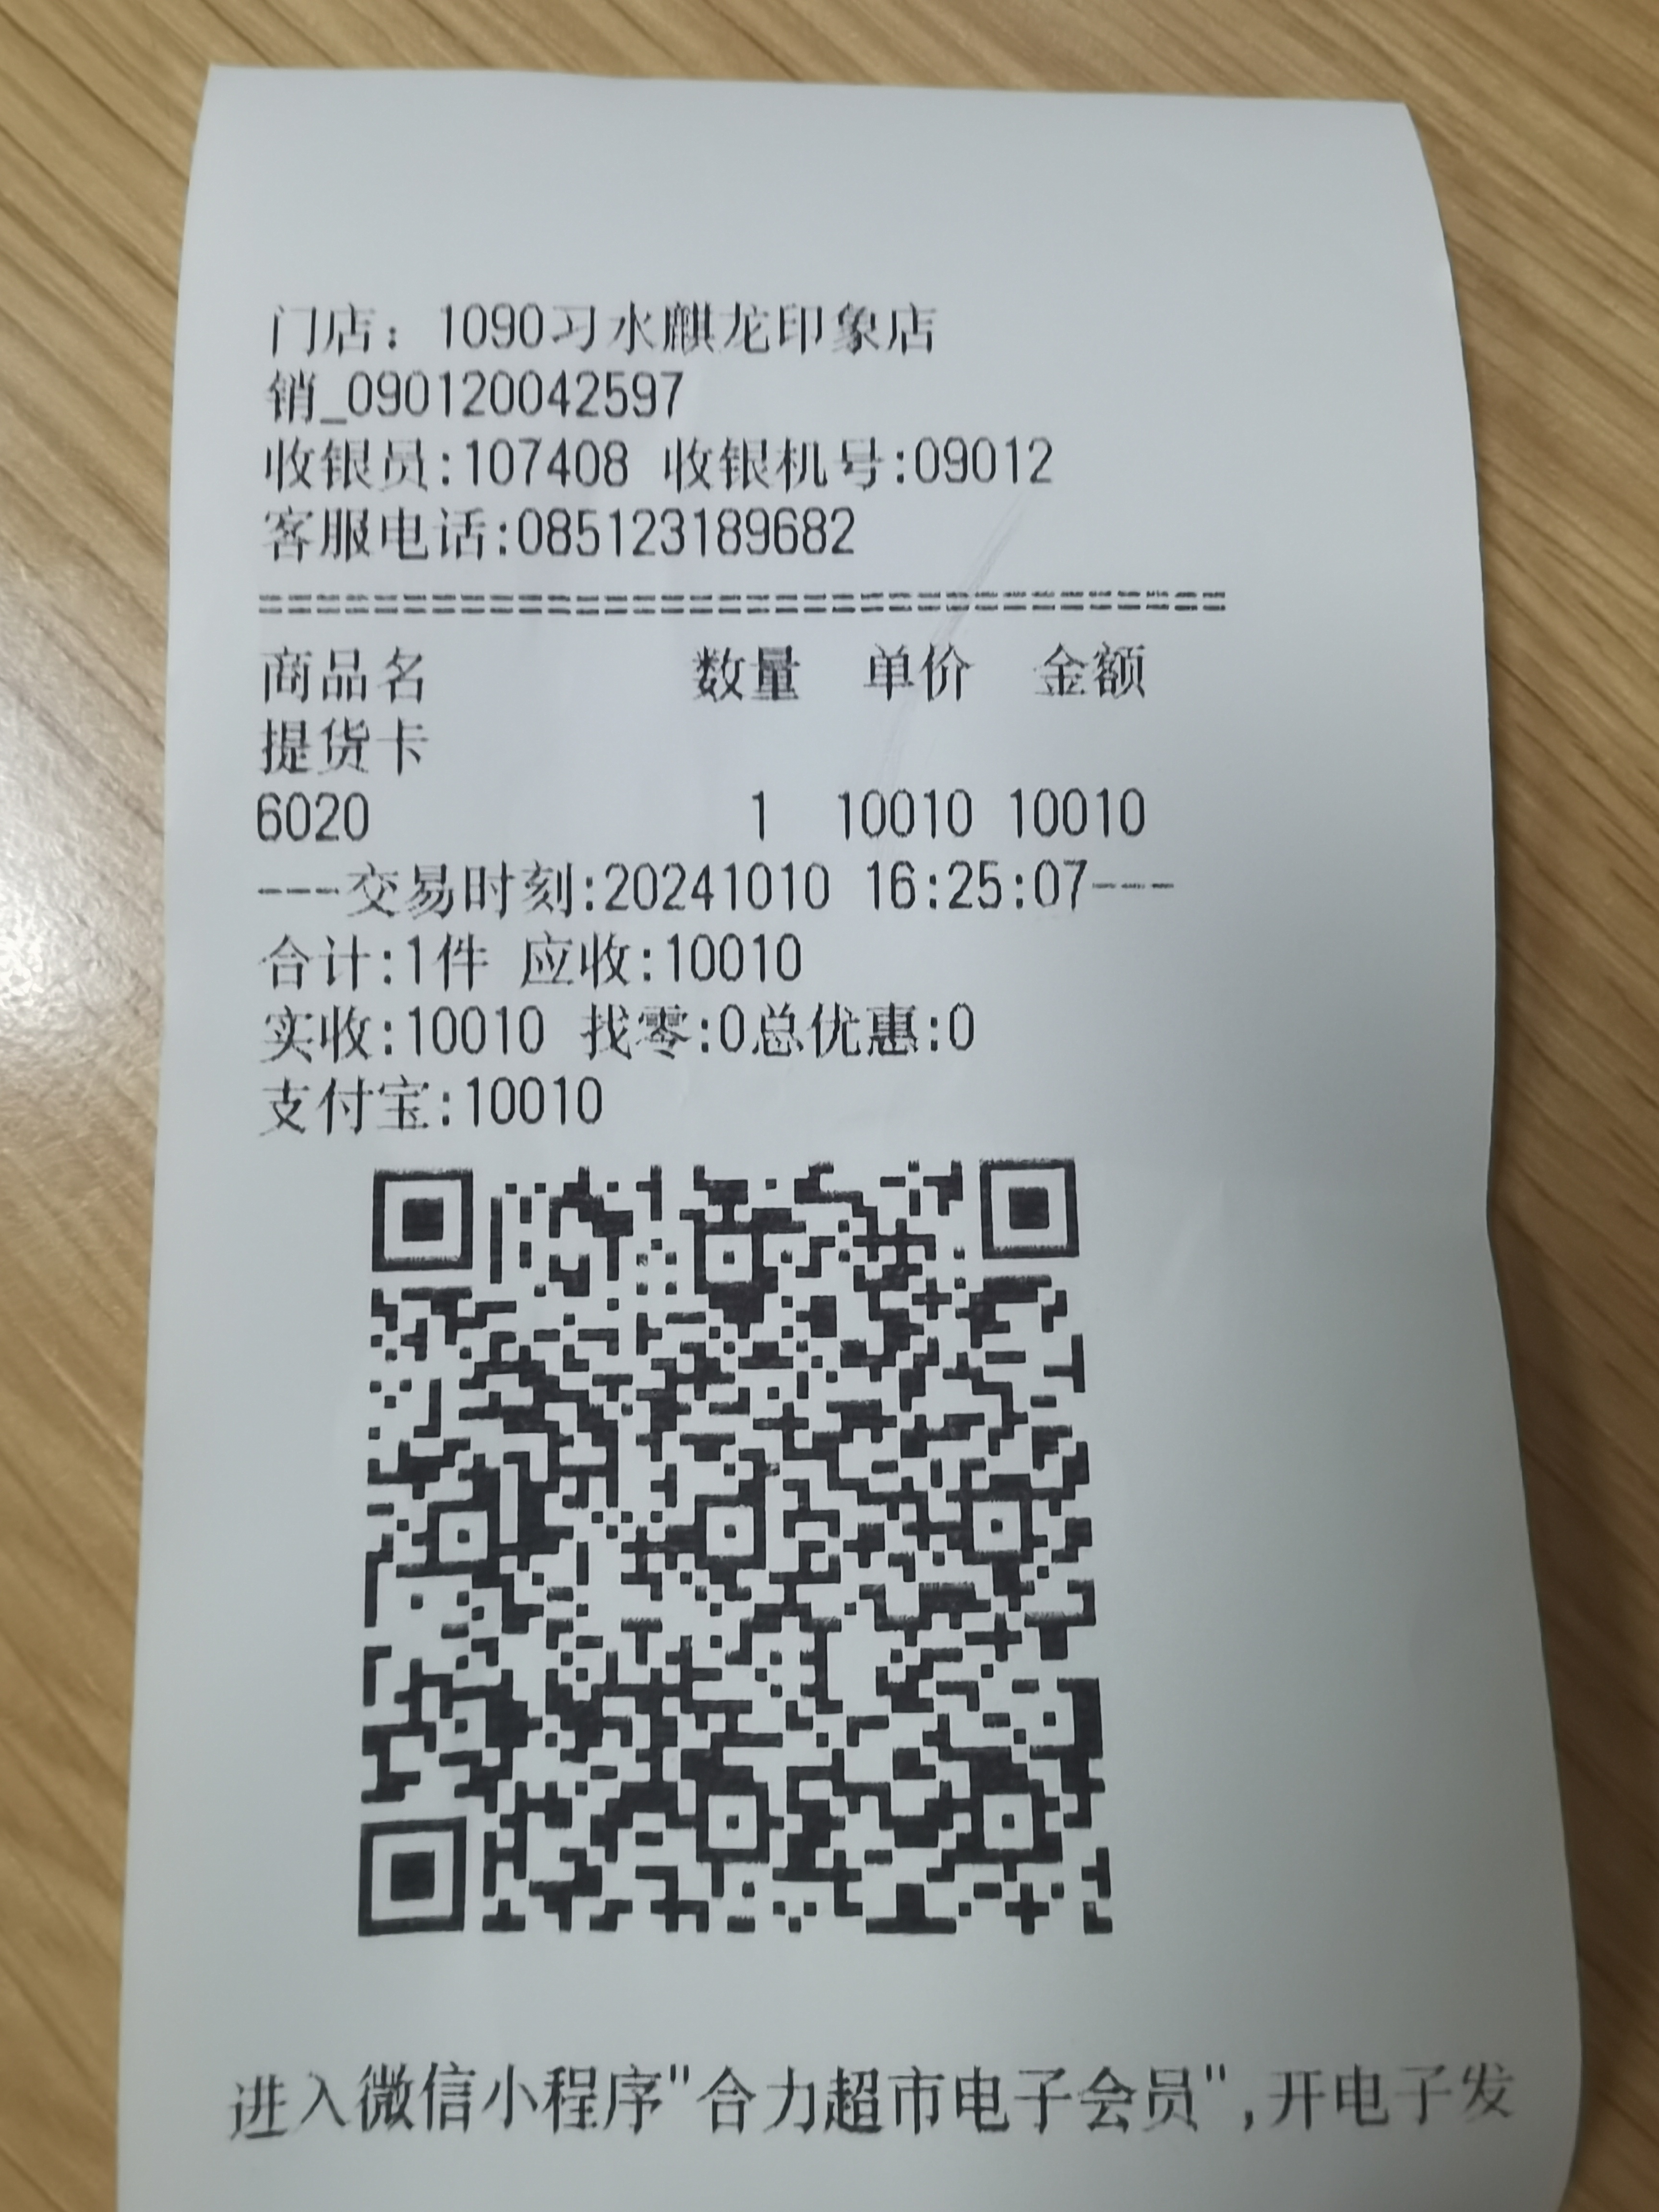 门店：1090习水麒龙印象店
销_090120042597
收银员:107408 收银机号:09012
客服电话:085123189682
==================================
商品名 数量 单价 金额
提货卡
6020 1 10010 10010
---交易时刻:20241010 16:25:07---
合计:1件 应收:10010
实收:10010 找零:0总优惠:0
支付宝:10010
进入微信小程序"合力超市电子会员",开电子发